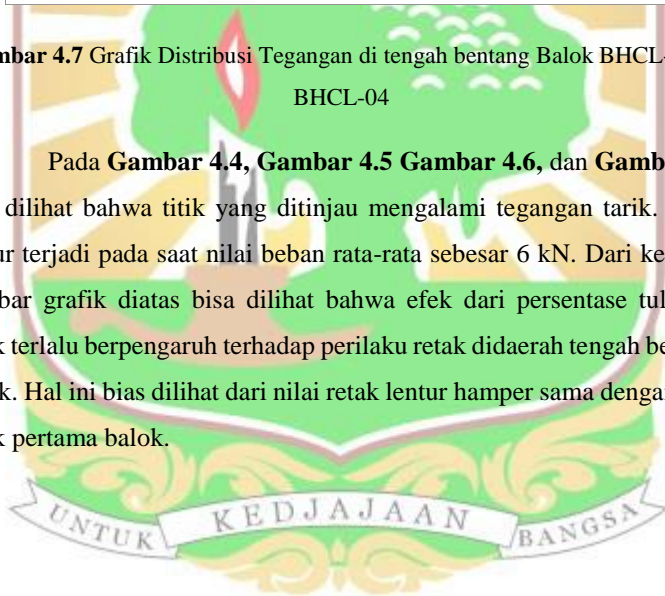 mbar 4.7 Grafik Distribusi Tegangan di tengah bentang Balok BHCL-
BHCL-04
Pada Gambar 4.4, Gambar 4.5 Gambar 4.6, dan Gamb
dilihat bahwa titik yang ditinjau mengalami tegangan tarik.
ur terjadi pada saat nilai beban rata-rata sebesar 6 kN. Dari ke
bar grafik diatas bisa dilihat bahwa efek dari persentase tul
k terlalu berpengaruh terhadap perilaku retak didaerah tengah be
k. Hal ini bias dilihat dari nilai retak lentur hamper sama denga
k pertama balok.
UNTUK KEDJAJAAN BANGSA